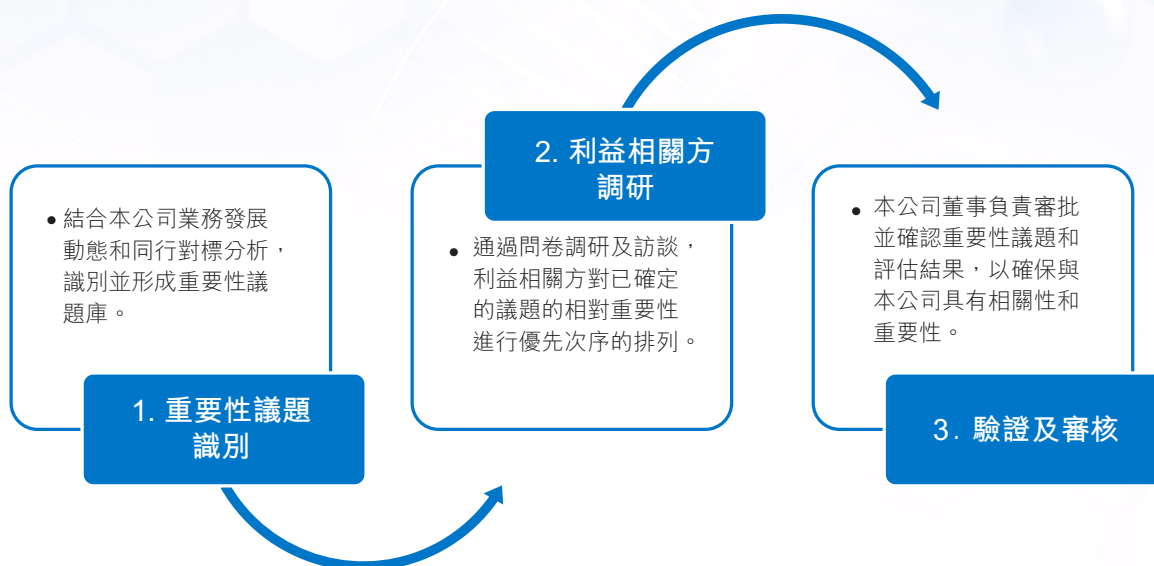 • 結合本公司業務發展
動態和同行對標分析，
識別並形成重要性議
題庫。
1. 重要性議題
識別
2. 利益相關方
調研
• 通過問卷調研及訪談，
利益相關方對已確定
的議題的相對重要性
進行優先次序的排列。
• 本公司董事負責審批
並確認重要性議題和
評估結果，以確保與
本公司具有相關性和
重要性。
3. 驗證及審核